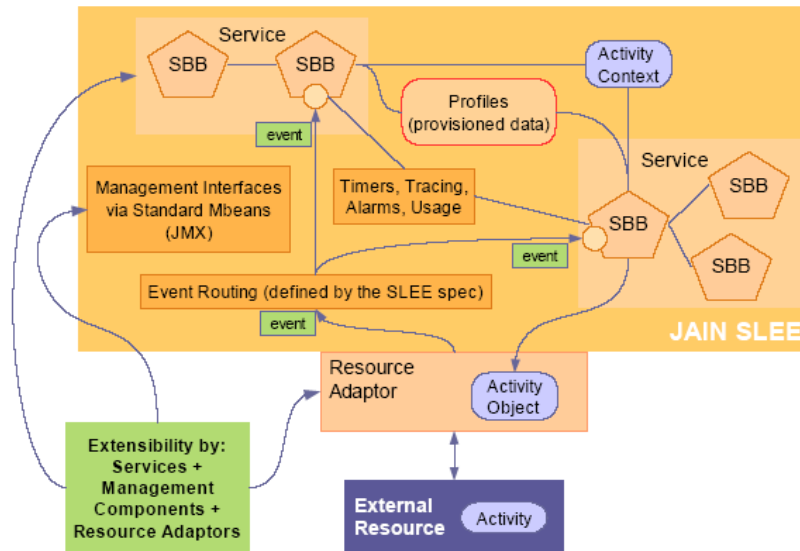 Service
SBB
SBB
Activity
Context
Profiles
(provisioned data)
event
Service
Management Interfaces
via Standard Mbeans
(JMX)
Timers, Tracing,
Alarms, Usage
SBB
SBB
SBB
event
Event Routing (defined by the SLEE spec)
event
JAIN SLEE
Resource
Adaptor
Activity
Object
Extensibility by:
Services +
Management
Components +
Resource Adaptors
External
Resource
Activity